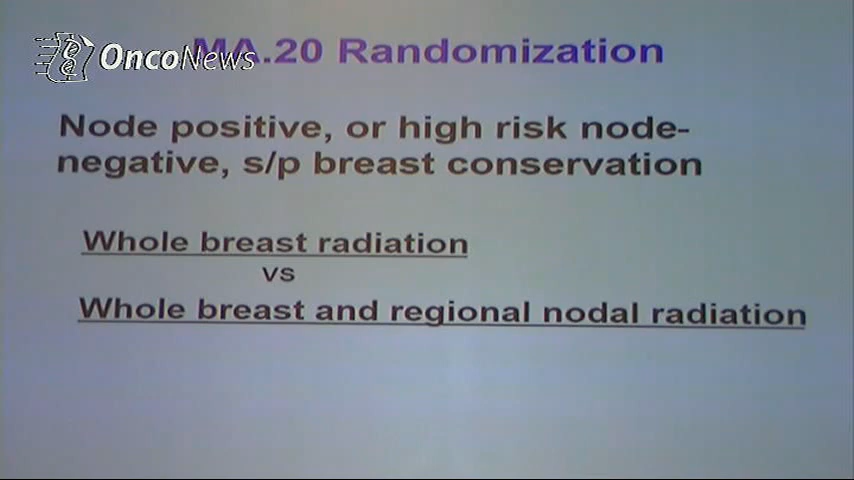 OncoNews
MA.20 Randomization
Node positive, or high risk node-
negative, s/p breast conservation
Whole breast radiation
vs
Whole breast and regional nodal radiation